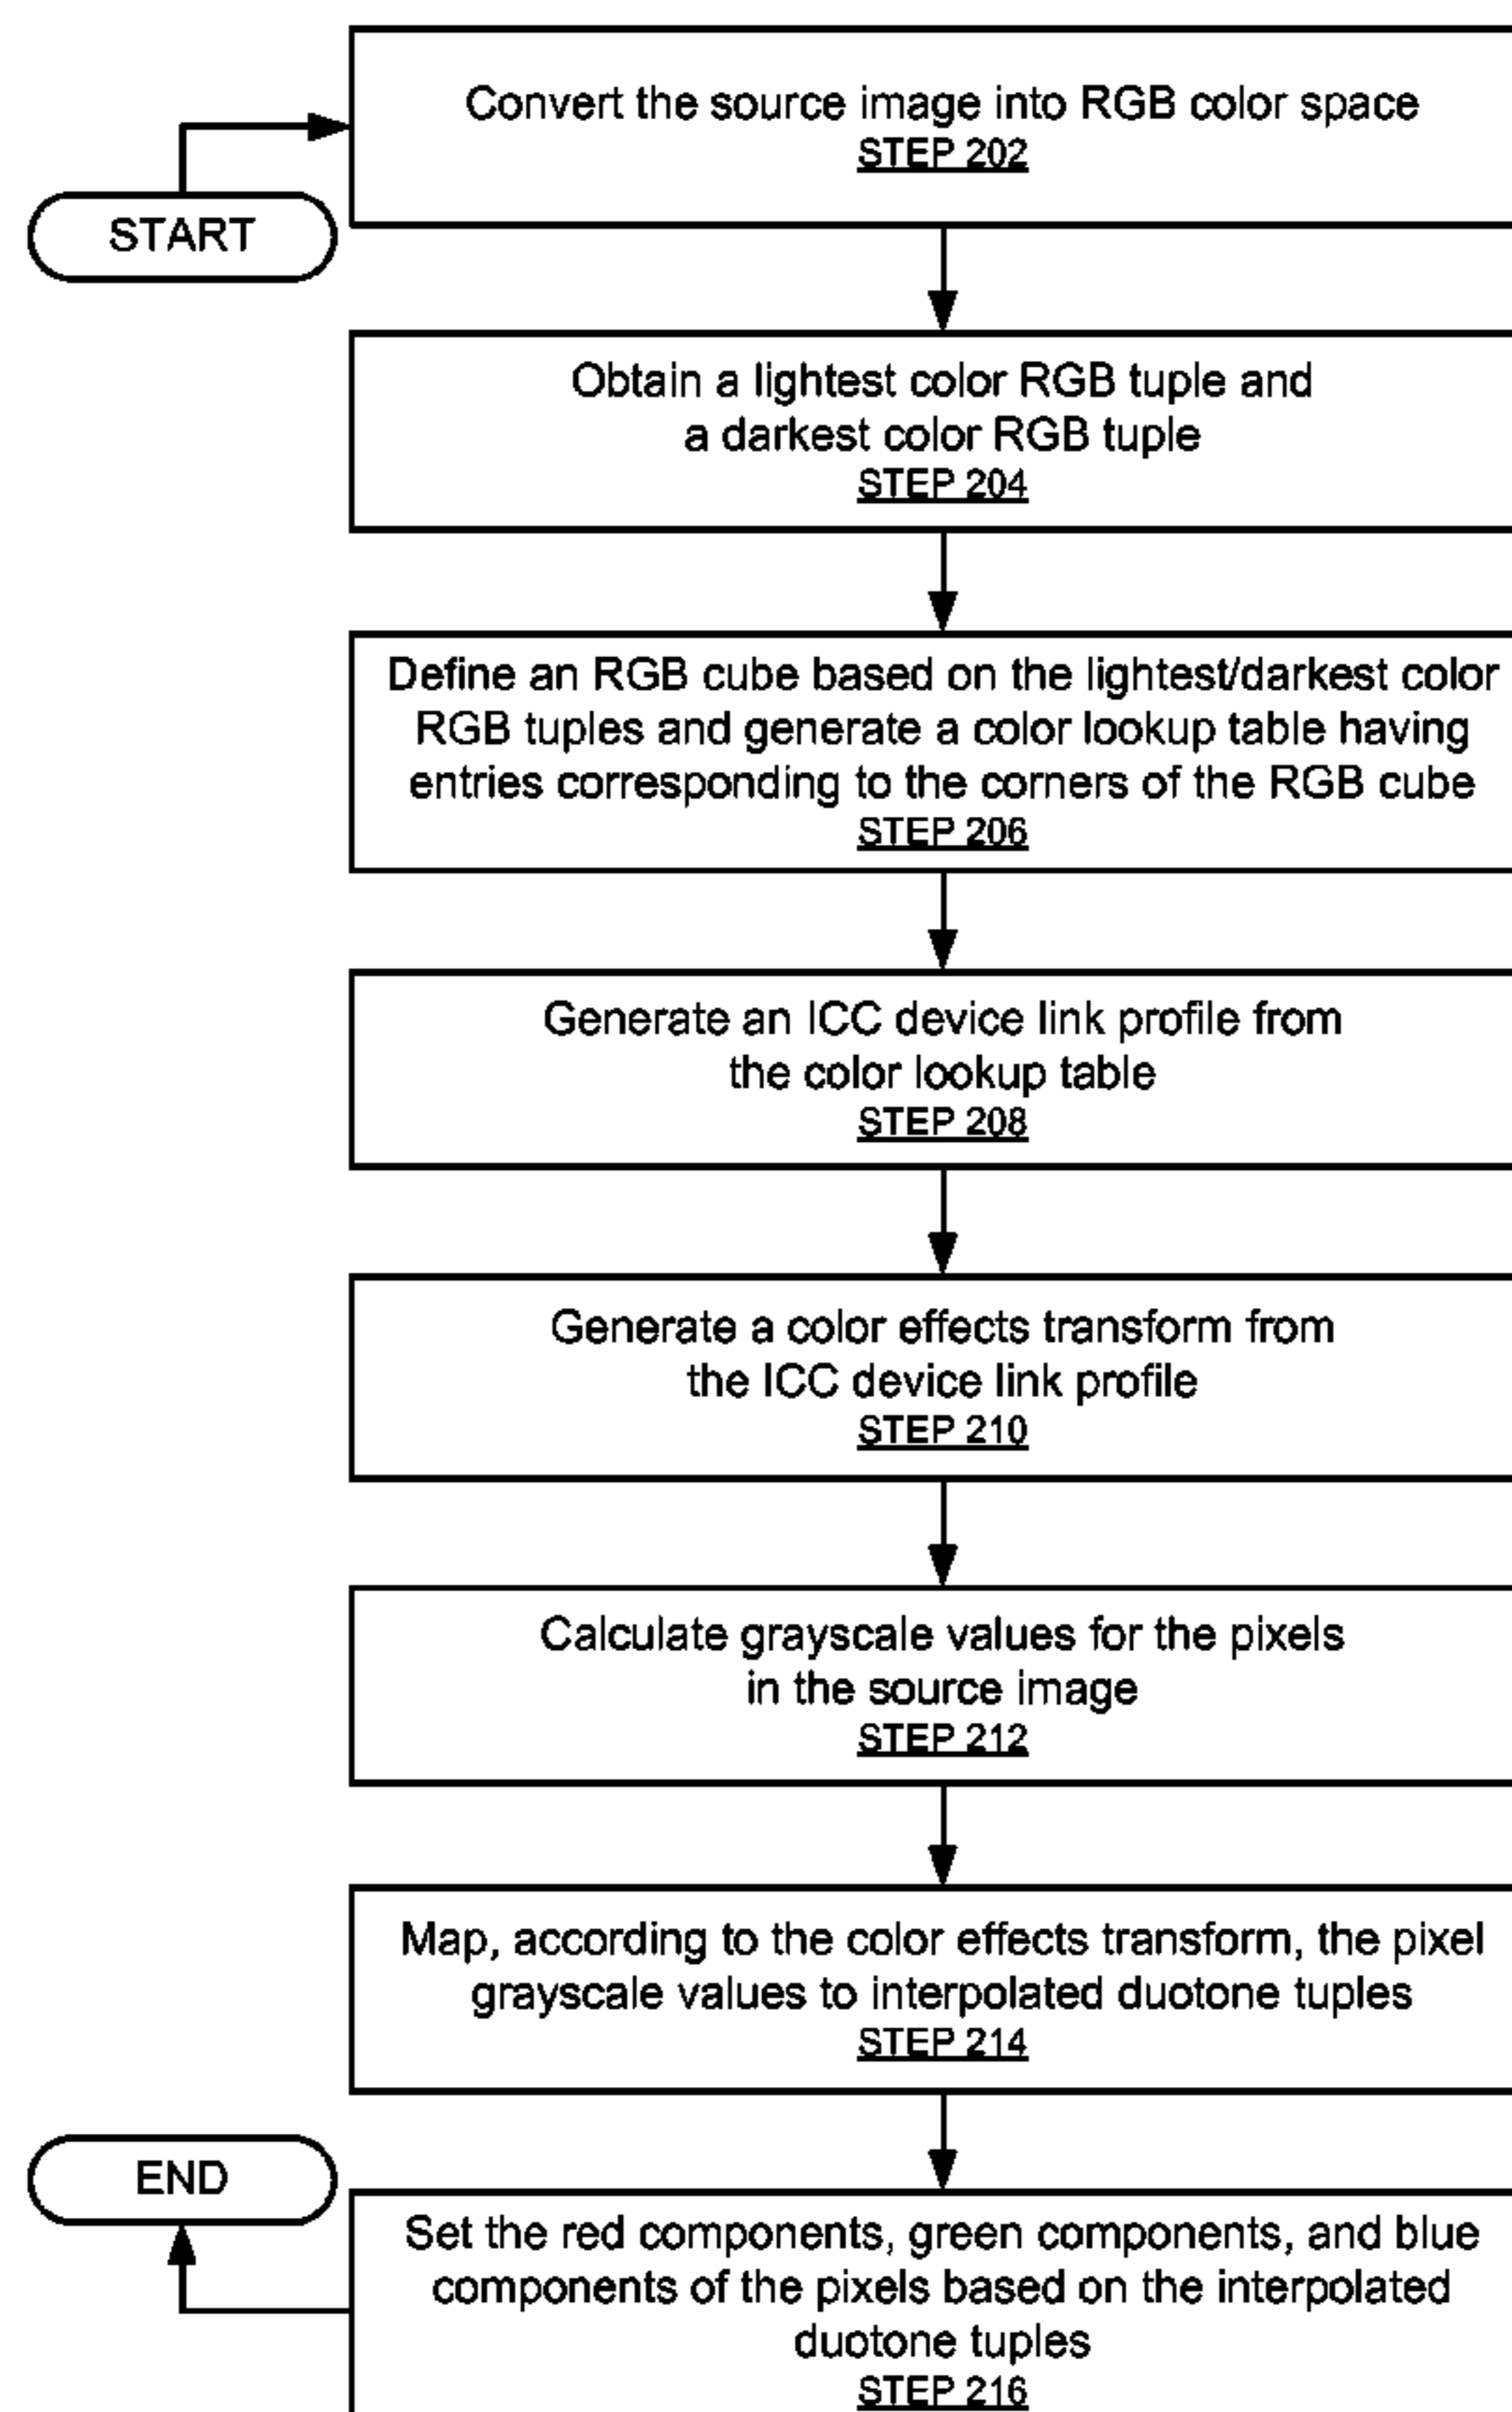 START
Convert the source image into RGB color space
STEP 202
Obtain a lightest color RGB tuple and
a darkest color RGB tuple
STEP 204
Define an RGB cube based on the lightest/darkest color
RGB tuples and generate a color lookup table having
entries corresponding to the corners of the RGB cube
STEP 206
Generate an ICC device link profile from
the color lookup table
STEP 208
Generate a color effects transform from
the ICC device link profile
STEP 210
Calculate grayscale values for the pixels
in the source image
STEP 212
Map, according to the color effects transform, the pixel
grayscale values to interpolated duotone tuples
STEP 214
Set the red components, green components, and blue
components of the pixels based on the interpolated
duotone tuples
STEP 216
END